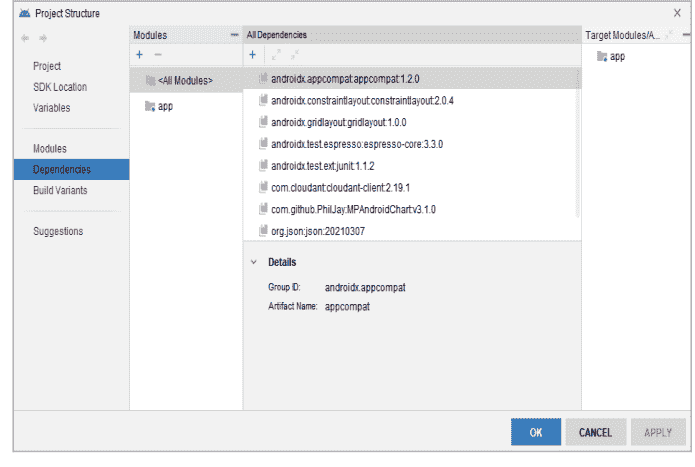 Project Structure
Modules
All Dependencies
Target Modules/A...
Project
SDK Location
Variables
Modules
Dependencies
Build Variants
Suggestions
<All Modules>
app
androidx.appcompat:appcompat:1.2.0
androidx.constraintlayout:constraintlayout:2.0.4
androidx.gridlayout:gridlayout:1.0.0
androidx.test.espresso:espresso-core:3.3.0
androidx.test.ext:junit:1.1.2
com.cloudant:cloudant-client:2.19.1
com.github.PhilJay:MPAndroidChart:v3.1.0
org.json:json:20210307
app
Details
Group ID: androidx.appcompat
Artifact Name: appcompat
OK
CANCEL
APPLY